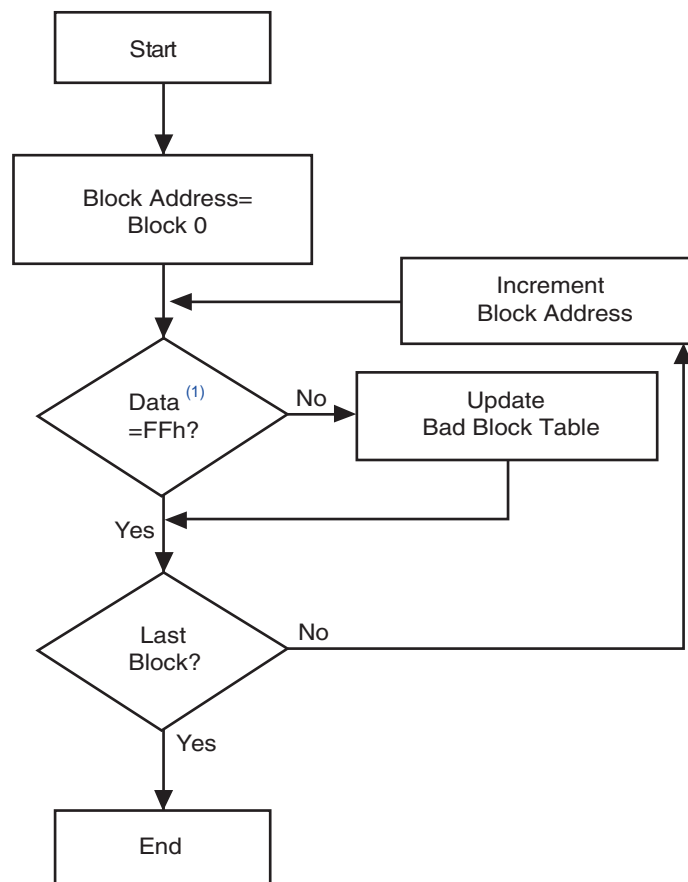 Start
Block Address=
Block 0
Increment
Block Address
Data (1)
=FFh?
No
Update
Bad Block Table
Yes
Last
Block?
No
Yes
End